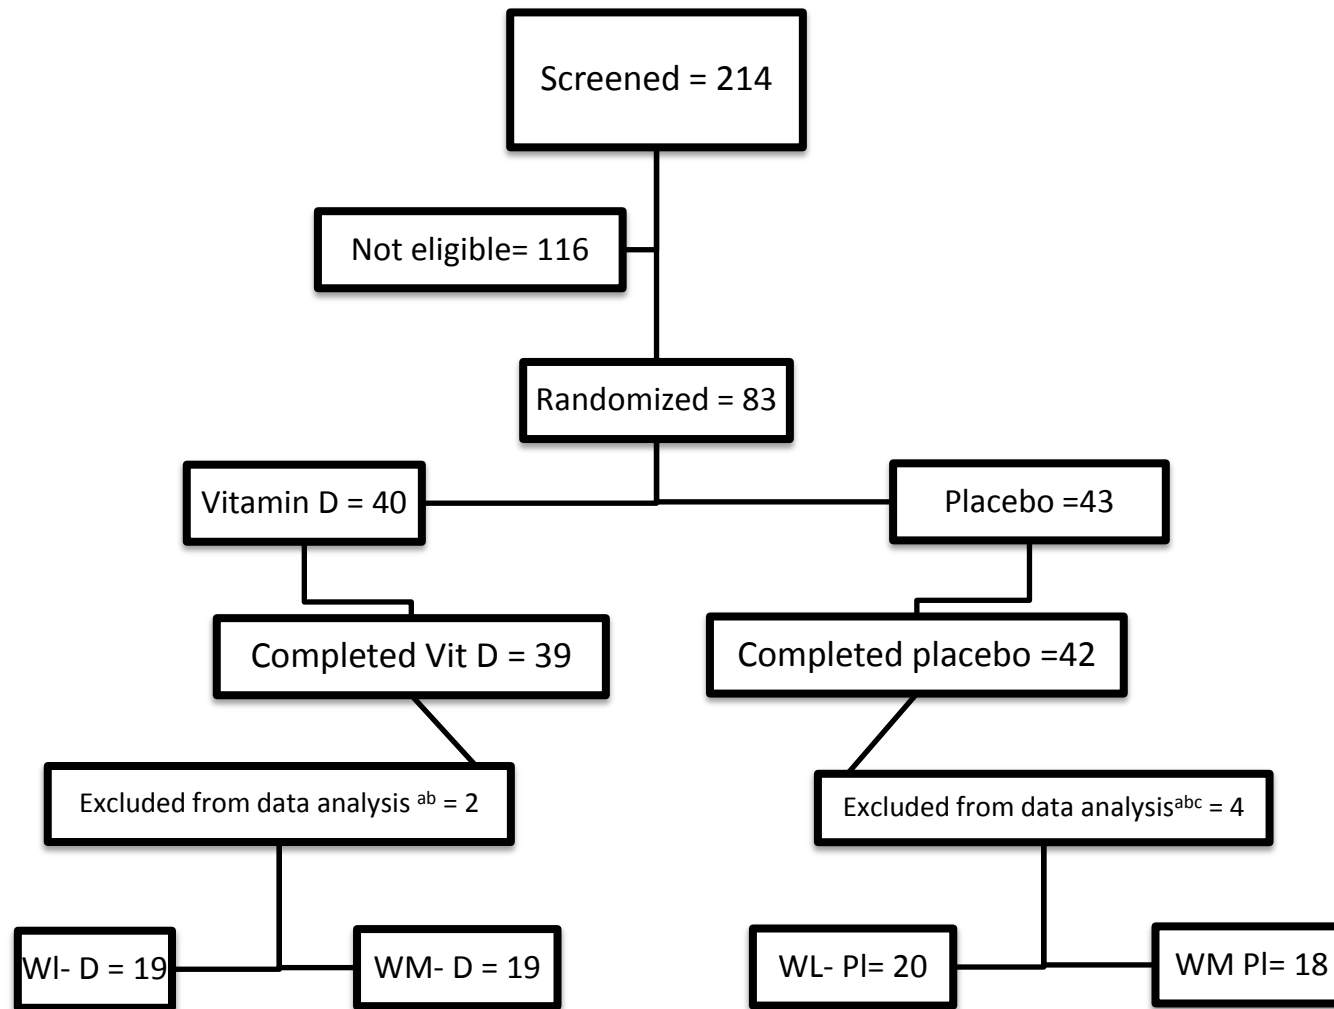 Screened = 214
Not eligible= 116
Randomized = 83
Vitamin D = 40
Placebo =43
Completed Vit D = 39
Completed placebo =42
Excluded from data analysis ab = 2
Excluded from data analysisabc = 4
Wl- D = 19
WM- D = 19
WL- Pl= 20
WM Pl= 18